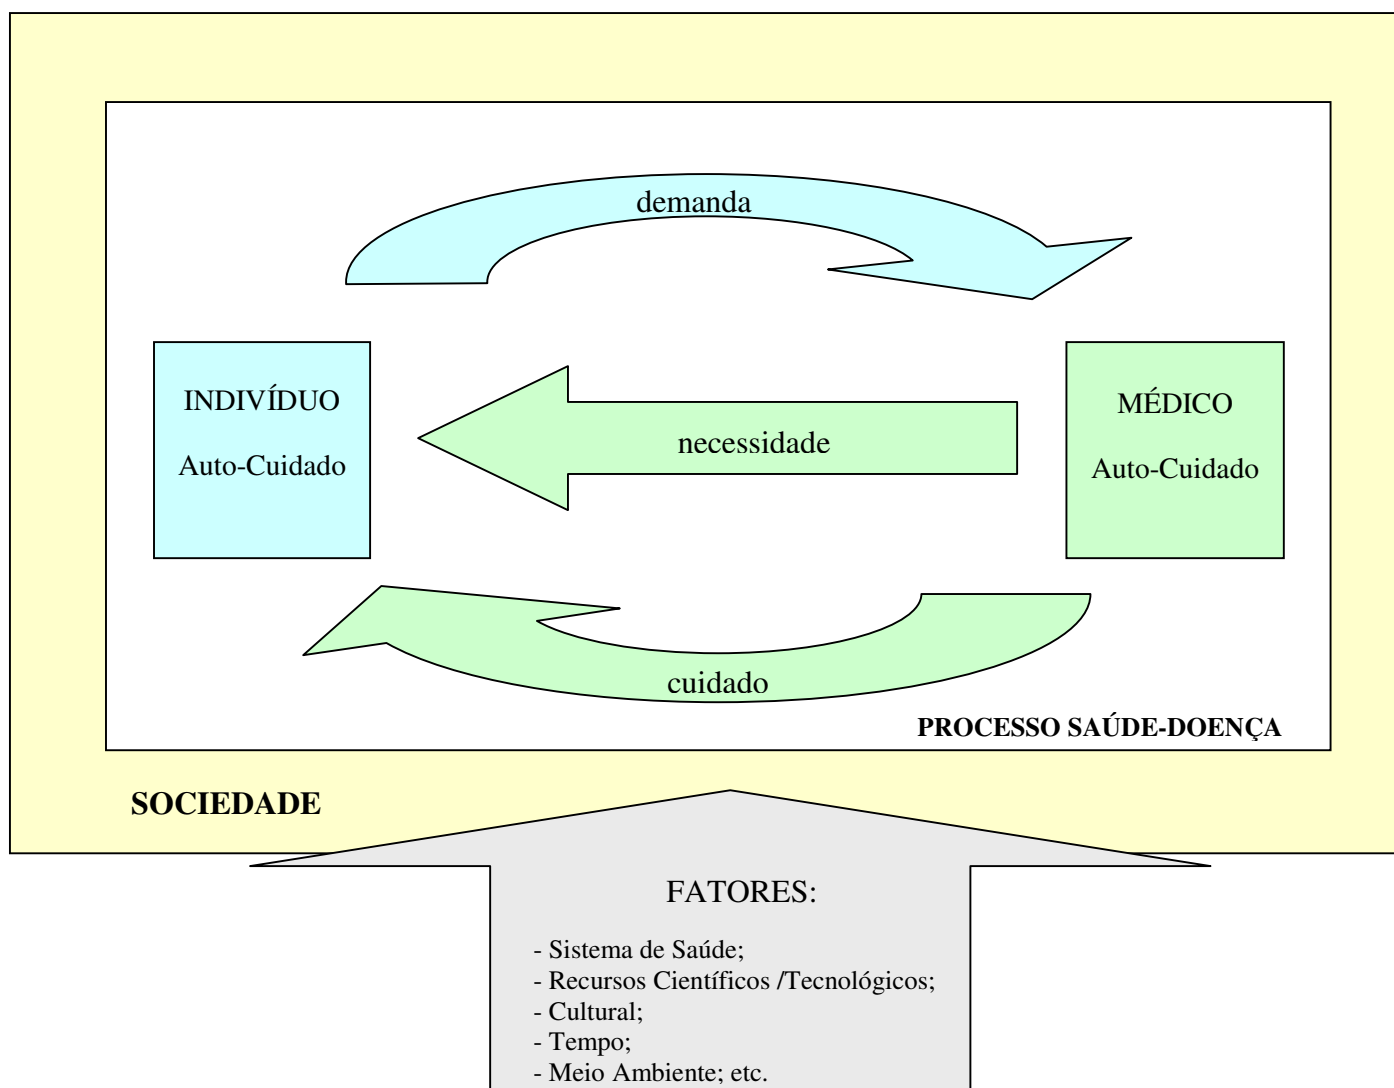 demanda
INDIVÍDUO
Auto-Cuidado
necessidade
MÉDICO
Auto-Cuidado
cuidado
PROCESSO SAÚDE-DOENÇA
SOCIEDADE
FATORES:
- Sistema de Saúde;
- Recursos Científicos /Tecnológicos;
- Cultural;
- Tempo;
- Meio Ambiente; etc.